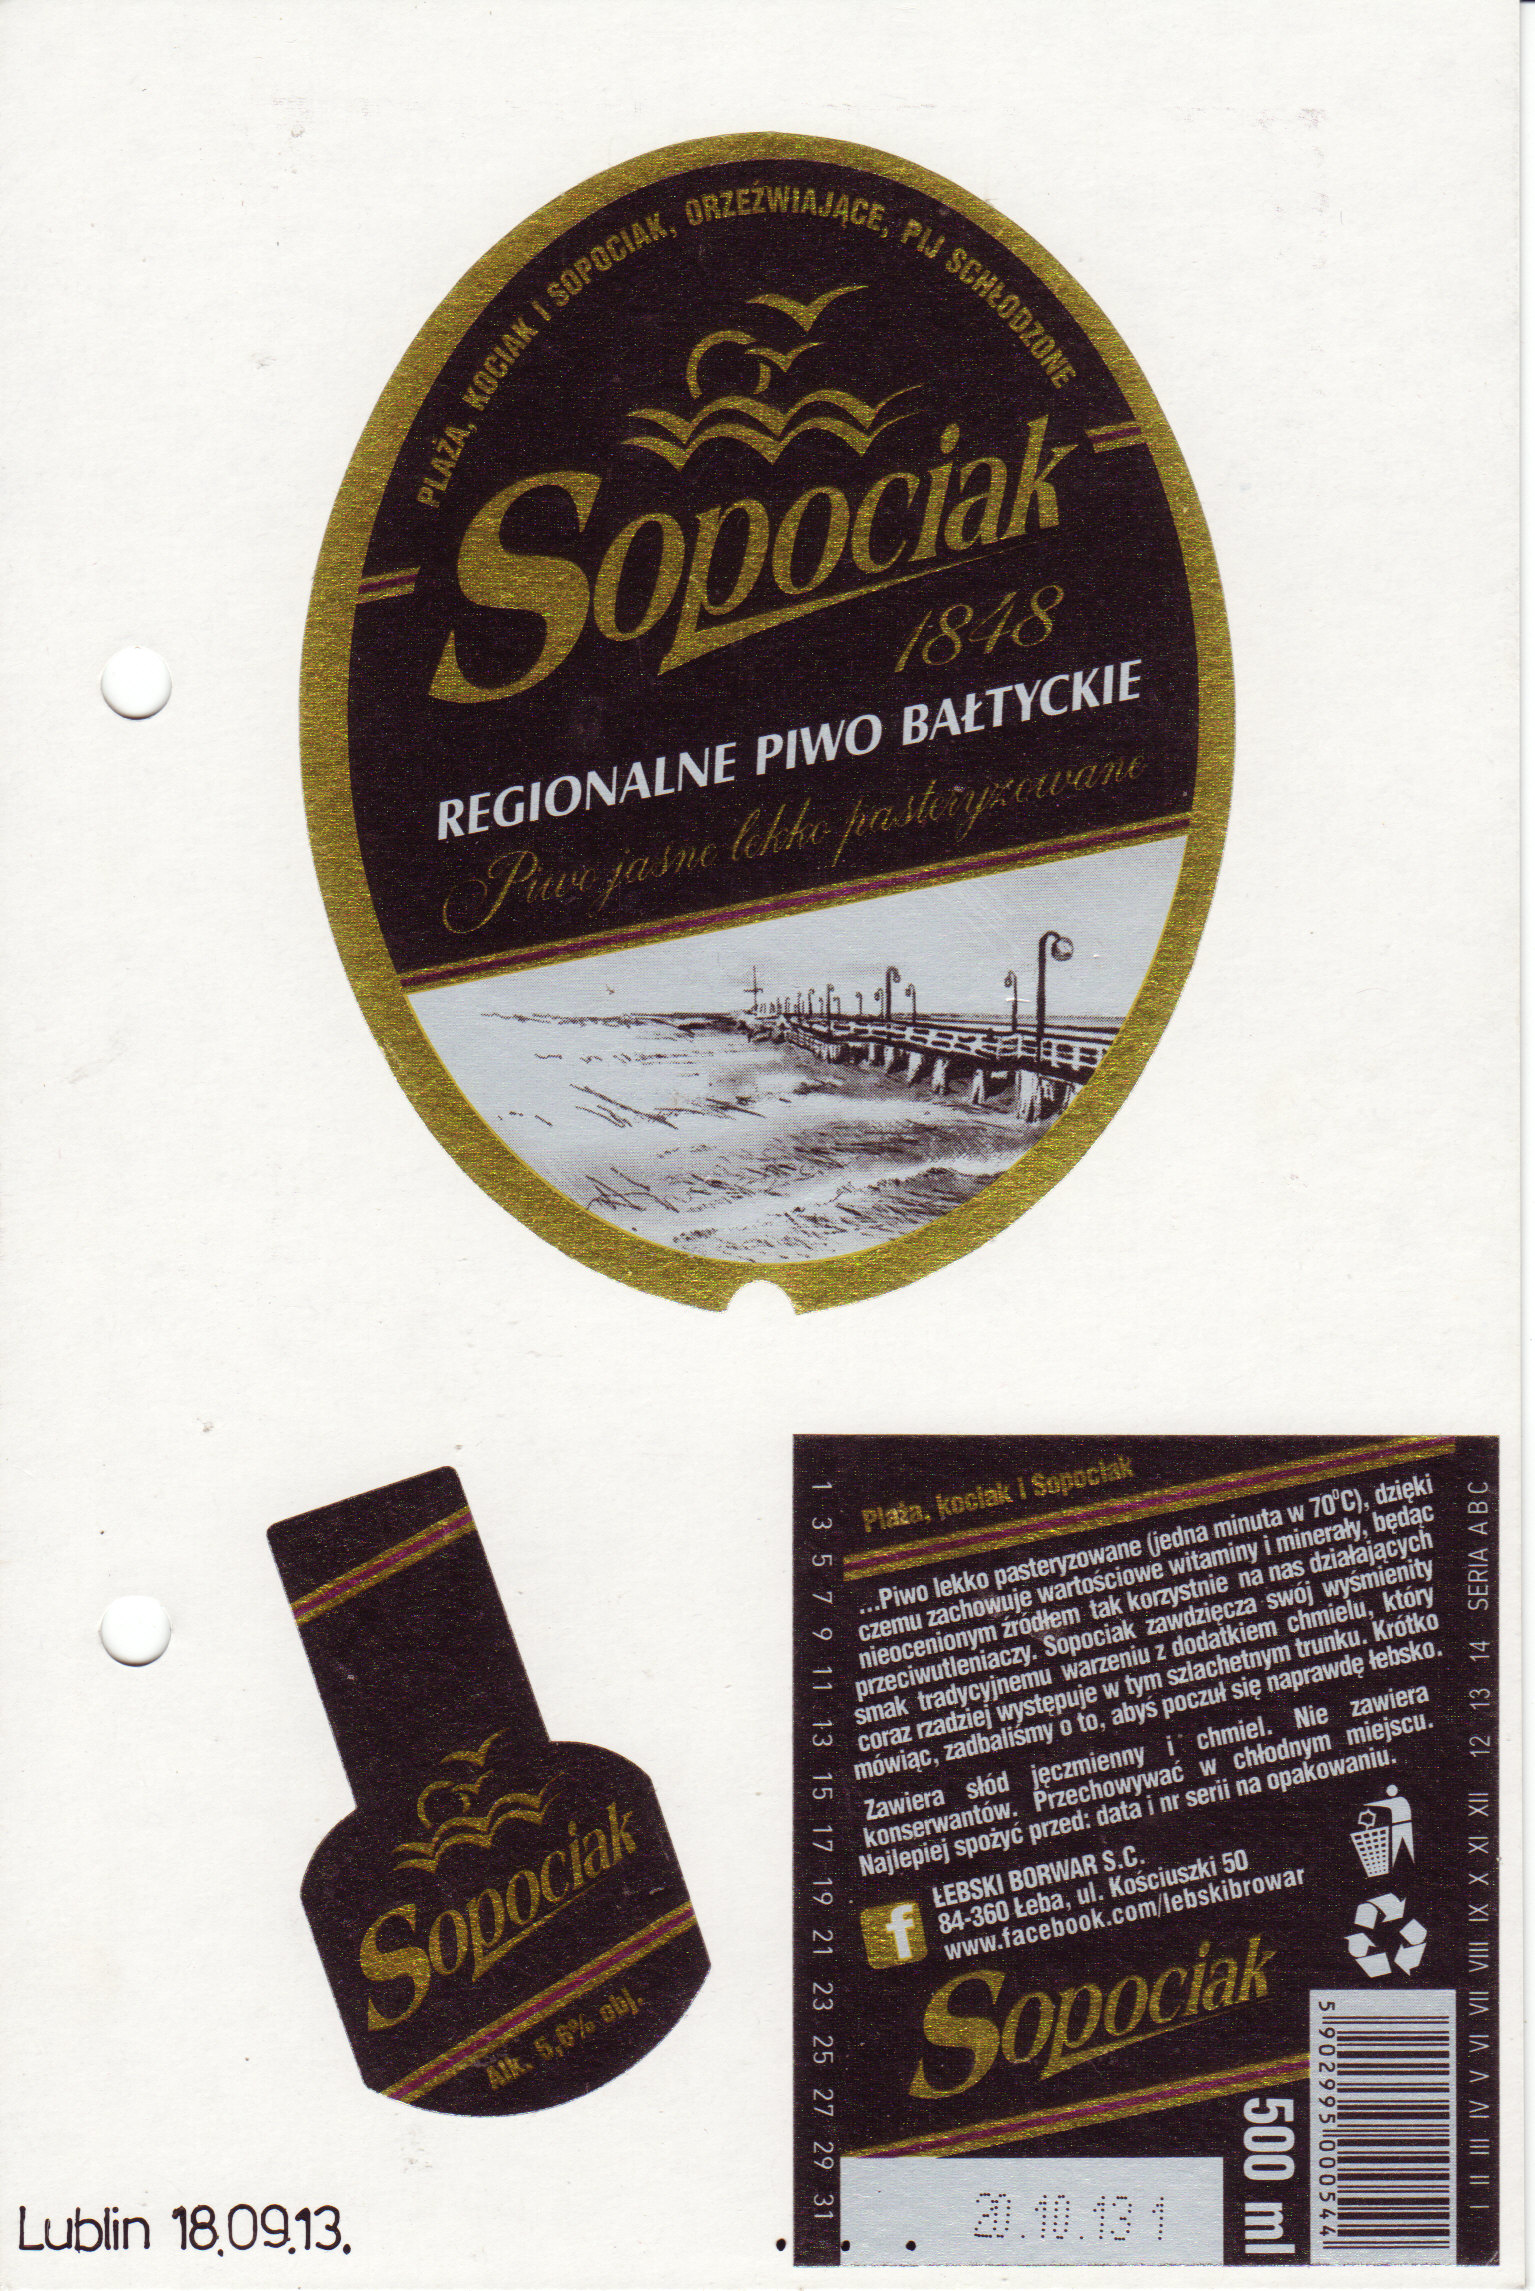 PLAŻA, KOCIAK I SOPOCIAK, ORZEŹWIAJĄCE, PIJ SCHŁODZONE
Sopociak
1848
REGIONALNE PIWO BAŁTYCKIE
Piwo jasne lekko pasteryzowane
Sopociak
Alk. 5,6% obj.
1 3 5 7 9 11 13 15 17 19 21 23 25 27 29 31
Plaża, kociak i Sopociak
...Piwo lekko pasteryzowane (jedna minuta w 70⁰C), dzięki
czemu zachowuje wartościowe witaminy i minerały, będąc
nieocenionym źródłem tak korzystnie na nas działających
przeciwutleniaczy. Sopociak zawdzięcza swój wyśmienity
smak tradycyjnemu warzeniu z dodatkiem chmielu, który
coraz rzadziej występuje w tym szlachetnym trunku. Krótko
mówiąc, zadbaliśmy o to, abyś poczuł się naprawdę łebsko.
Zawiera słód jęczmienny i chmiel. Nie zawiera
konserwantów. Przechowywać w chłodnym miejscu.
Najlepiej spożyć przed: data i nr serii na opakowaniu.
f
ŁEBSKI BORWAR S.C.
84-360 Łeba, ul. Kościuszki 50
www.facebook.com/lebskibrowar
Sopociak
500 ml
5 902995 000544
I II III IV V VI VII VIII IX X XI XII 12 13 14 SERIA ABC
20.10.13 1
Lublin 18.09.13.